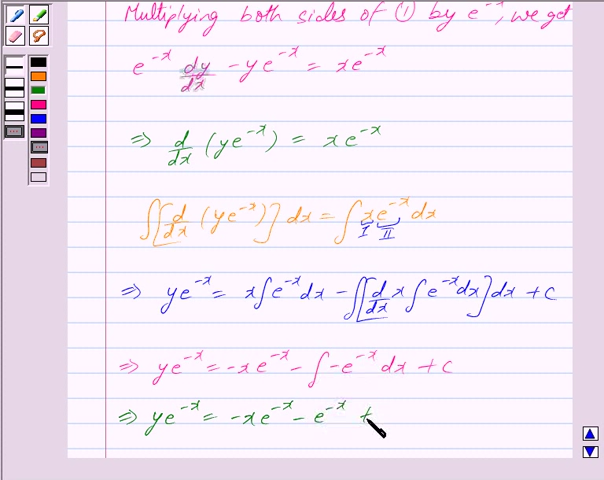 Multiplying both sides of ① by e^{-x}, we get
e^{-x} dy/dx - ye^{-x} = xe^{-x}
⇒ d/dx (ye^{-x}) = xe^{-x}
∫[d/dx (ye^{-x})] dx = ∫ xe^{-x} dx
I II
⇒ ye^{-x} = x∫e^{-x}dx - ∫[d/dx x ∫e^{-x}dx]dx + C
⇒ ye^{-x} = -xe^{-x} - ∫-e^{-x} dx + C
⇒ ye^{-x} = -xe^{-x} - e^{-x} +